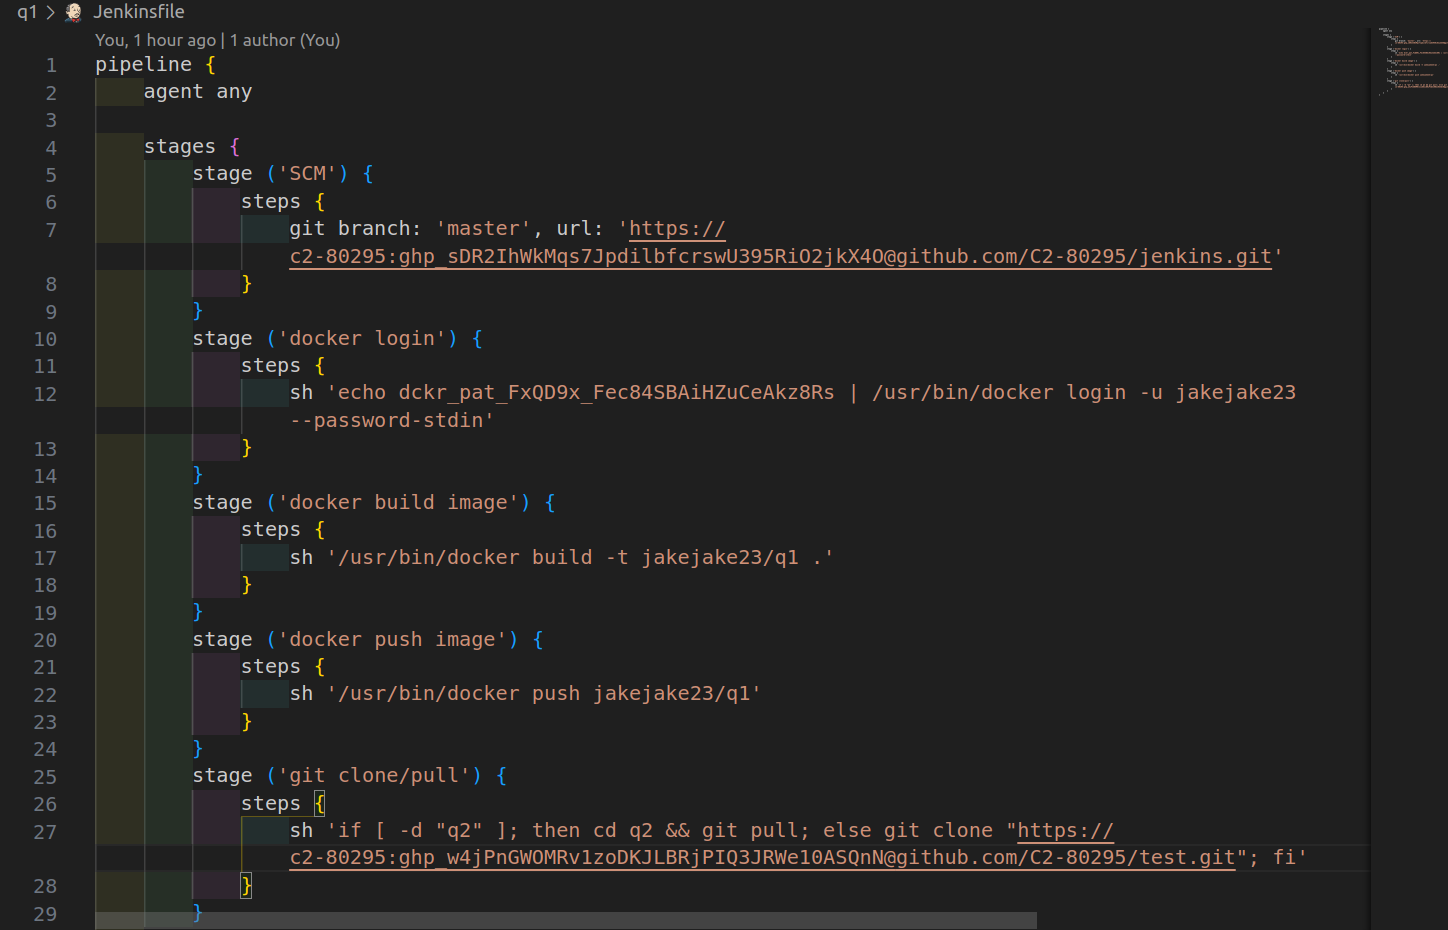 q1 > Jenkinsfile
You, 1 hour ago | 1 author (You)
1 pipeline {
2 agent any
3
4 stages {
5 stage ('SCM') {
6 steps {
7 git branch: 'master', url: 'https://
c2-80295: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@github.com/C2-80295/jenkins.git'
8 }
9 }
10 stage ('docker login') {
11 steps {
12 sh 'echo dckr_pat_FxQD9x_Fec84SBAiHZuCeAkz8Rs | /usr/bin/docker login -u jakejake23
--password-stdin'
13 }
14 }
15 stage ('docker build image') {
16 steps {
17 sh '/usr/bin/docker build -t jakejake23/q1 .'
18 }
19 }
20 stage ('docker push image') {
21 steps {
22 sh '/usr/bin/docker push jakejake23/q1'
23 }
24 }
25 stage ('git clone/pull') {
26 steps {
27 sh 'if [ -d "q2" ]; then cd q2 && git pull; else git clone "https://
c2-80295: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@github.com/C2-80295/test.git"; fi'
28 }
29 }